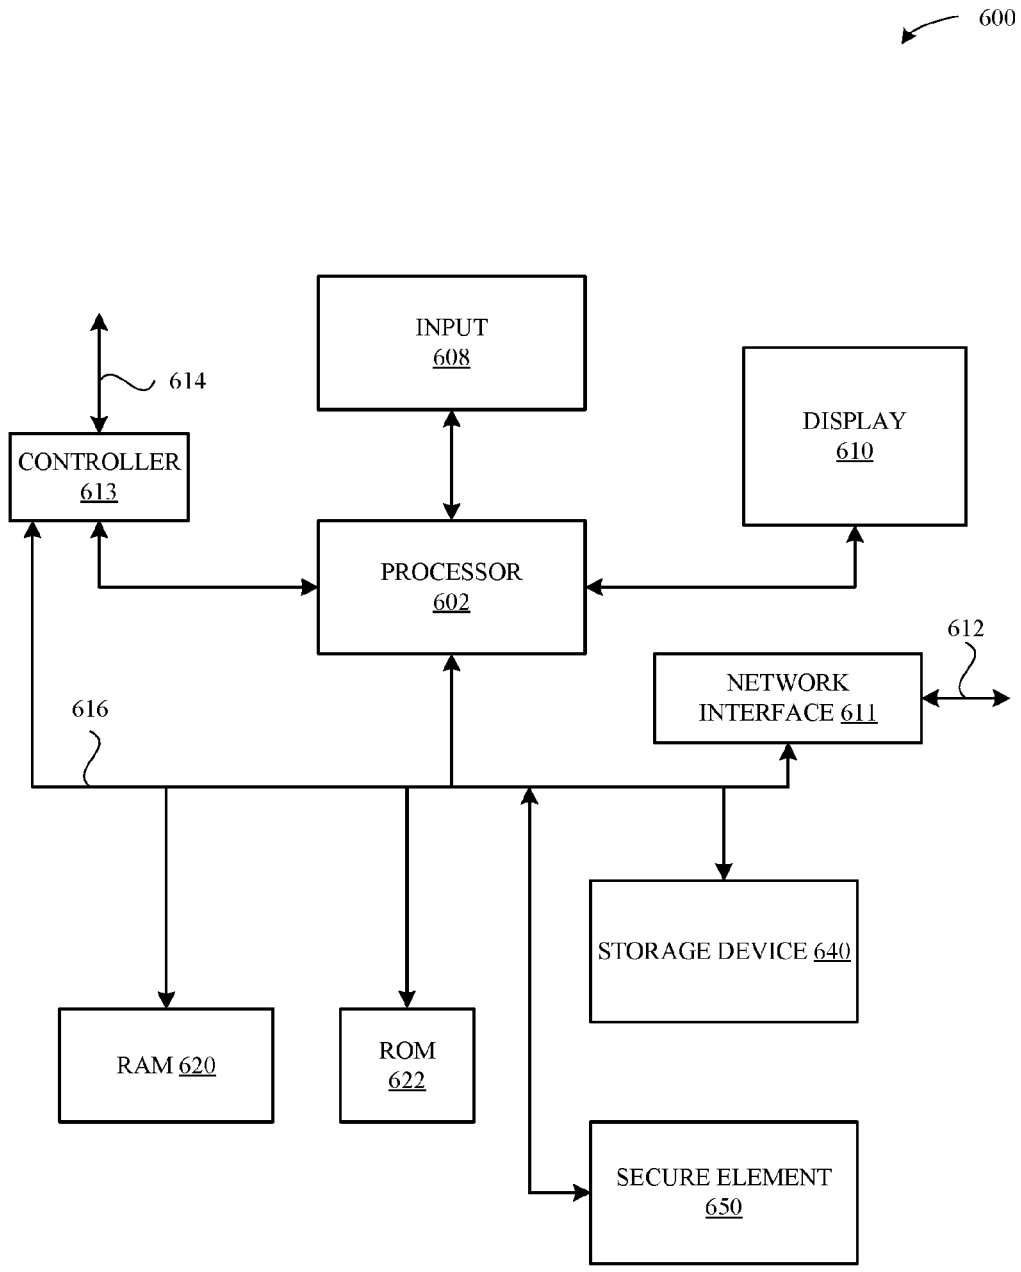 600
INPUT
608
614
DISPLAY
610
CONTROLLER
613
PROCESSOR
602
612
NETWORK
INTERFACE 611
616
STORAGE DEVICE 640
RAM 620
ROM
622
SECURE ELEMENT
650